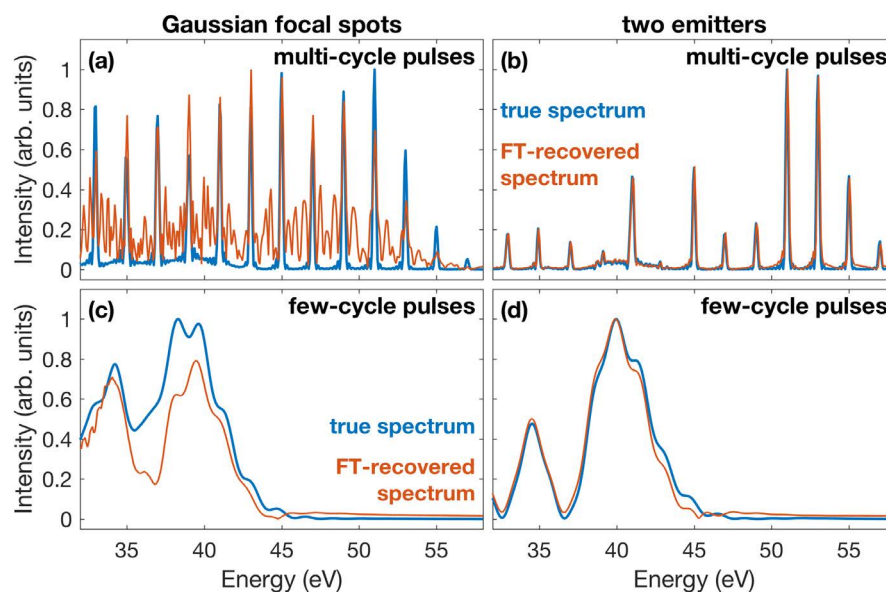 Gaussian focal spots
two emitters
(a)
multi-cycle pulses
(b)
multi-cycle pulses
true spectrum
FT-recovered
spectrum
Intensity (arb. units)
1
0.8
0.6
0.4
0.2
0
(c)
few-cycle pulses
(d)
few-cycle pulses
true spectrum
FT-recovered
spectrum
Intensity (arb. units)
1
0.8
0.6
0.4
0.2
0
35 40 45 50 55
35 40 45 50 55
Energy (eV)
Energy (eV)